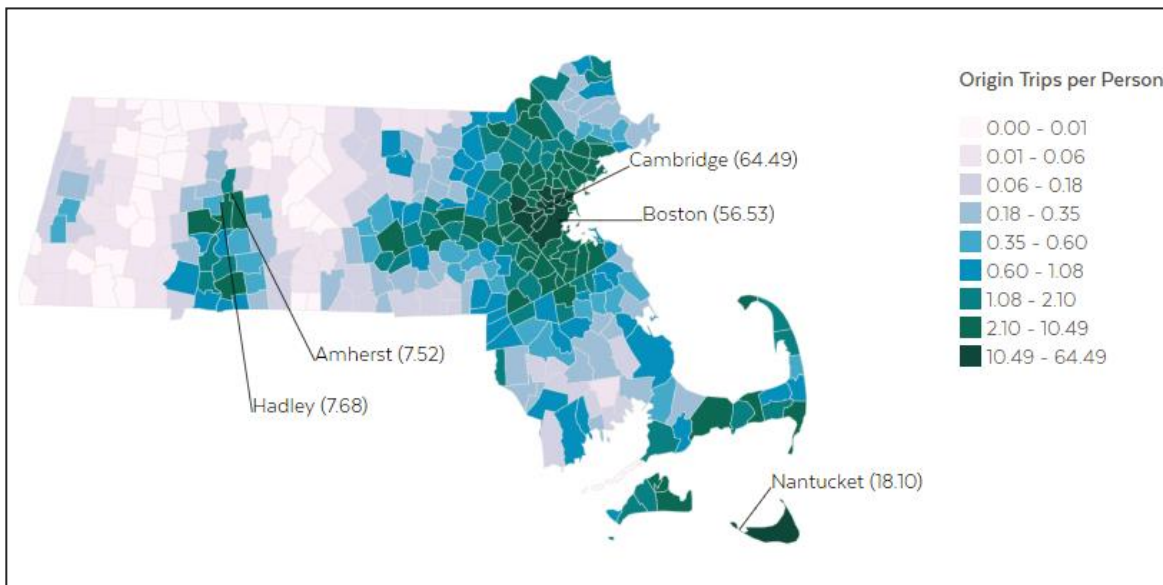 Origin Trips per Person
0.00 - 0.01
0.01 - 0.06
0.06 - 0.18
0.18 - 0.35
0.35 - 0.60
0.60 - 1.08
1.08 - 2.10
2.10 - 10.49
10.49 - 64.49
Cambridge (64.49)
Boston (56.53)
Amherst (7.52)
Hadley (7.68)
Nantucket (18.10)